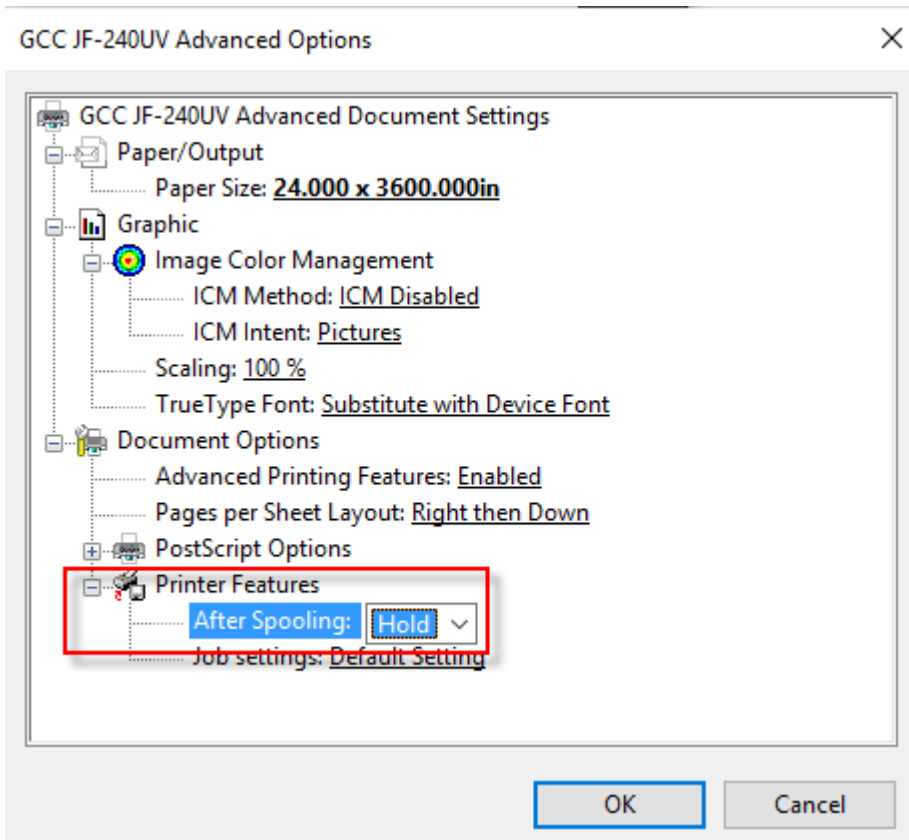 GCC JF-240UV Advanced Options
GCC JF-240UV Advanced Document Settings
Paper/Output
Paper Size: 24.000 x 3600.000in
Graphic
Image Color Management
ICM Method: ICM Disabled
ICM Intent: Pictures
Scaling: 100 %
TrueType Font: Substitute with Device Font
Document Options
Advanced Printing Features: Enabled
Pages per Sheet Layout: Right then Down
PostScript Options
Printer Features
After Spooling: Hold
Job settings: Default Setting
OK Cancel